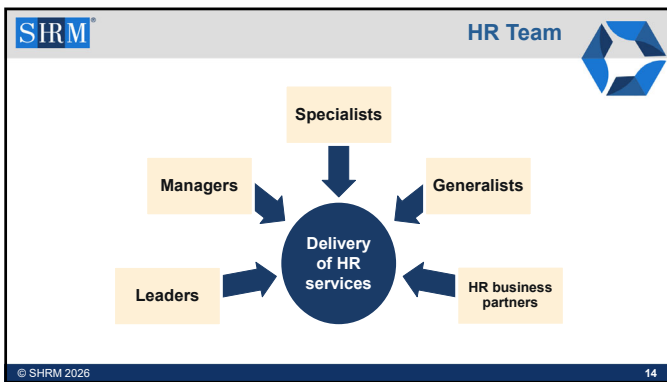 SHRM®
HR Team
Specialists
Managers
Generalists
Delivery
of HR
services
Leaders
HR business
partners
© SHRM 2026
14